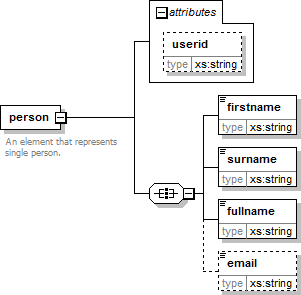 attributes
userid
type xs:string
person
An element that represents
single person.
firstname
type xs:string
surname
type xs:string
fullname
type xs:string
email
type xs:string